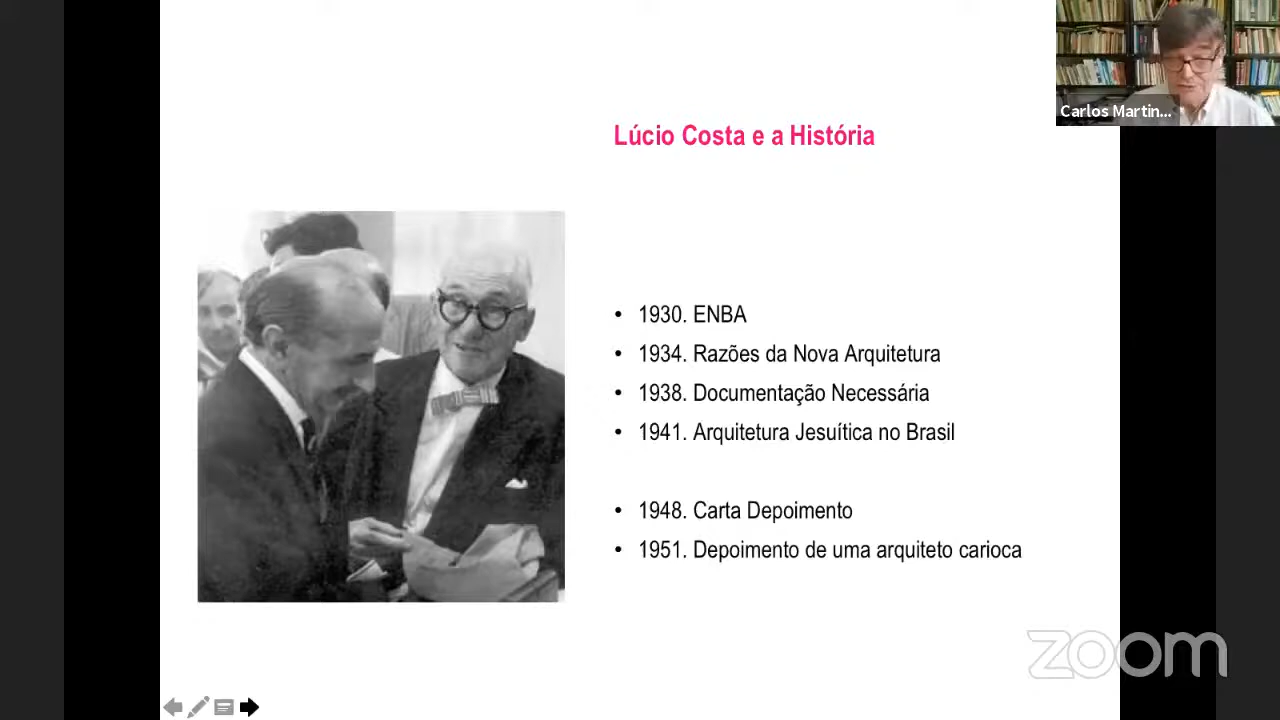 Carlos Martin...
Lúcio Costa e a História
• 1930. ENBA
• 1934. Razões da Nova Arquitetura
• 1938. Documentação Necessária
• 1941. Arquitetura Jesuítica no Brasil
• 1948. Carta Depoimento
• 1951. Depoimento de uma arquiteto carioca
zoom